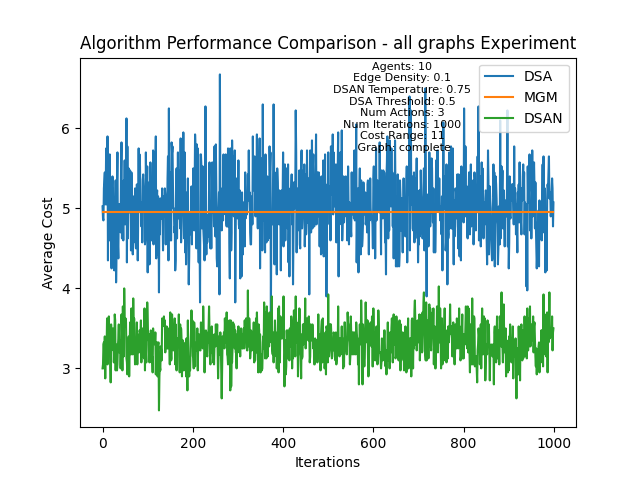 Algorithm Performance Comparison - all graphs Experiment
Agents: 10
Edge Density: 0.1
DSAN Temperature: 0.75
DSA Threshold: 0.5
Num Actions: 3
Num Iterations: 1000
Cost Range: 11
Graph: complete
DSA
MGM
DSAN
Average Cost
6
5
4
3
0
200
400
600
800
1000
Iterations